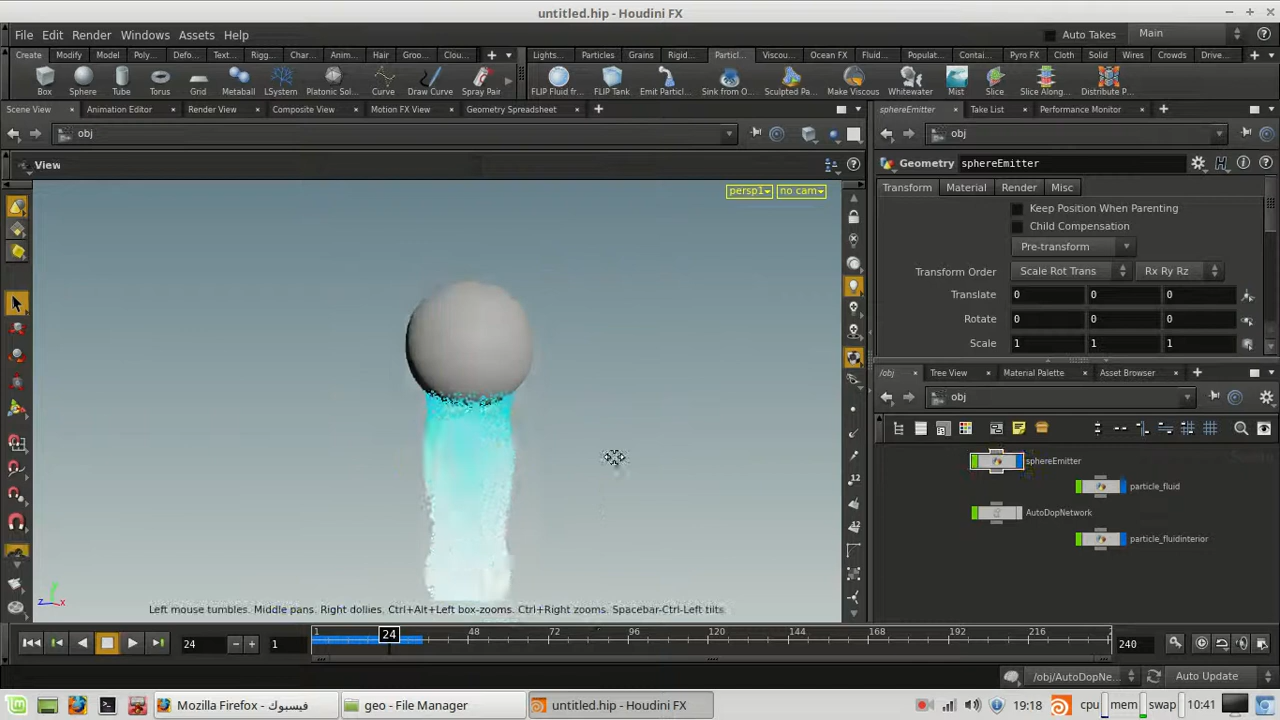 untitled.hip - Houdini FX
File Edit Render Windows Assets Help Auto Takes Main
Create Modify Model Poly... Defo... Text... Rigg... Char... Anim... Hair Groo... Clou... Lights... Particles Grains Rigid... Particl... Viscou... Ocean FX Fluid... Populat... Contai... Pyro FX Cloth Solid Wires Crowds Drive...
Box Sphere Tube Torus Grid Metaball LSystem Platonic Sol... Curve Draw Curve Spray Pair FLIP Fluid fr... FLIP Tank Emit Particl... Sink from O... Sculpted Pa... Make Viscous Whitewater Mist Slice Slice Along... Distribute P...
Scene View Animation Editor Render View Composite View Motion FX View Geometry Spreadsheet sphereEmitter Take List Performance Monitor
obj obj
View persp1 no cam Geometry sphereEmitter
Transform Material Render Misc
Keep Position When Parenting
Child Compensation
Pre-transform
Transform Order Scale Rot Trans Rx Ry Rz
Translate 0 0 0
Rotate 0 0 0
Scale 1 1 1
/obj Tree View Material Palette Asset Browser
obj
sphereEmitter
particle_fluid
AutoDopNetwork
particle_fluidinterior
12
12
z x
Left mouse tumbles. Middle pans. Right dollies. Ctrl+Alt+Left box-zooms. Ctrl+Right zooms. Spacebar-Ctrl-Left tilts.
24 1 1 24 48 72 96 120 144 168 192 216 2 240
/obj/AutoDopNe... Auto Update
فيسبوك - Mozilla Firefox geo - File Manager untitled.hip - Houdini FX 19:18 cpu mem swap 10:41